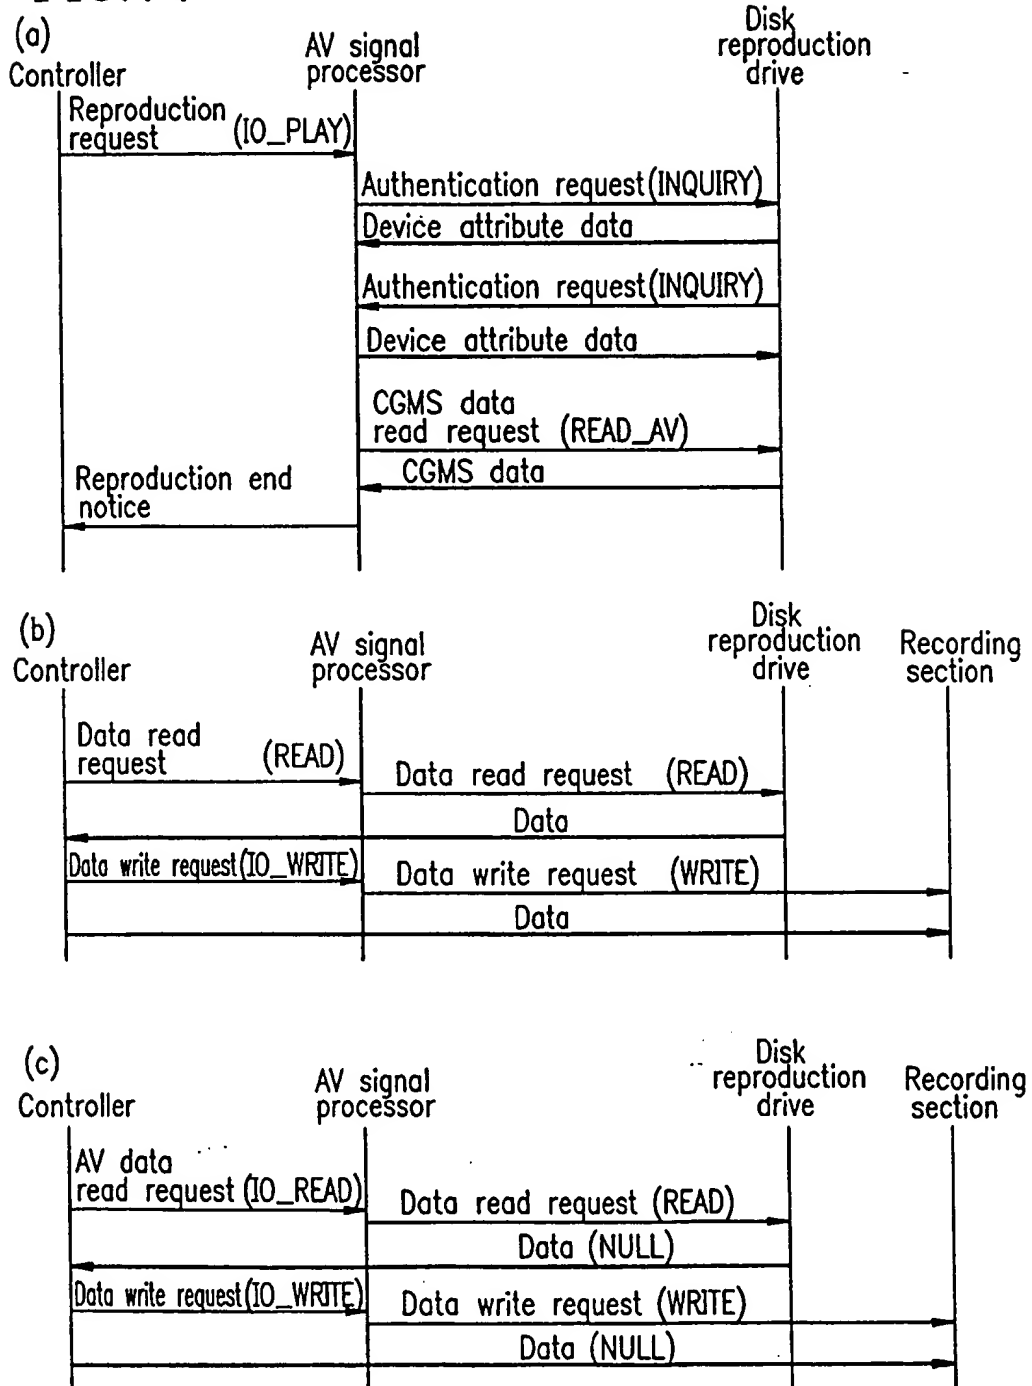 (a)
Controller
AV signal
processor
Disk
reproduction
drive
Reproduction
request (IO_PLAY)
Authentication request(INQUIRY)
Device attribute data
Authentication request(INQUIRY)
Device attribute data
CGMS data
read request (READ_AV)
CGMS data
Reproduction end
notice
(b)
Controller
AV signal
processor
Disk
reproduction
drive
Recording
section
Data read
request (READ)
Data read request (READ)
Data
Data write request(IO_WRITE)
Data write request (WRITE)
Data
(c)
Controller
AV signal
processor
Disk
reproduction
drive
Recording
section
AV data
read request(IO_READ)
Data read request (READ)
Data (NULL)
Data write request(IO_WRITE)
Data write request (WRITE)
Data (NULL)